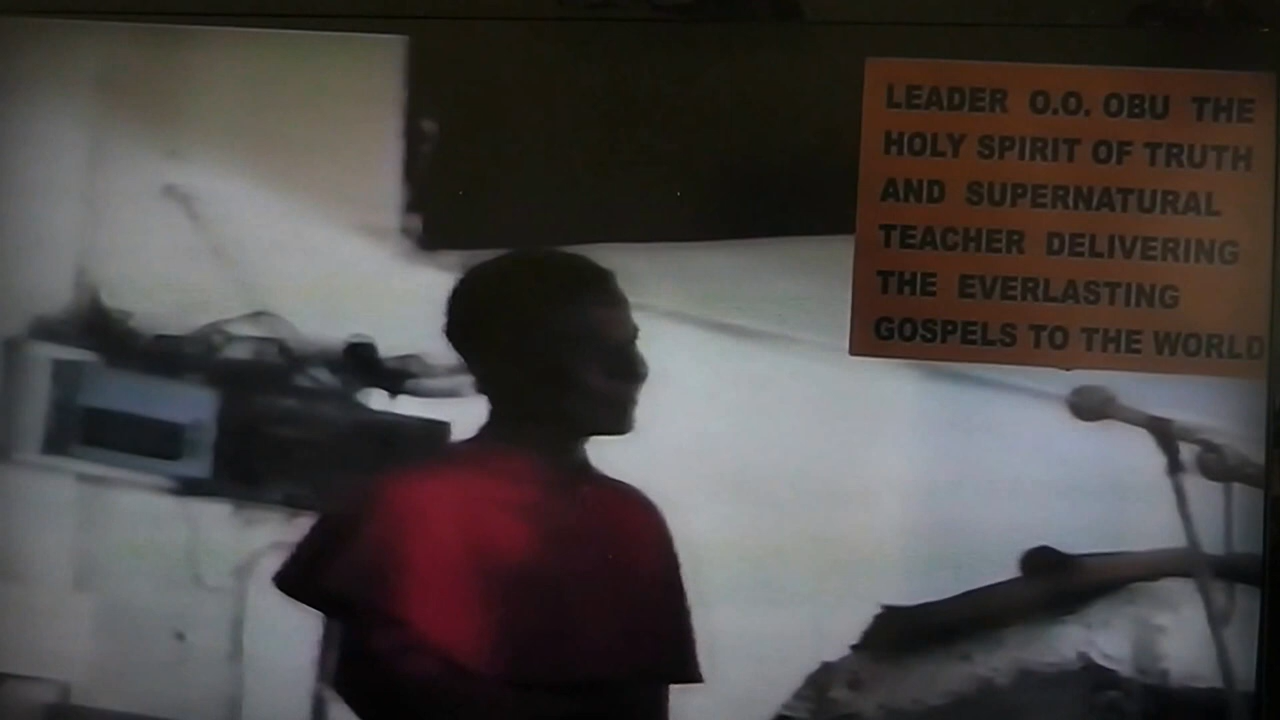 LEADER O.O. OBU THE
HOLY SPIRIT OF TRUTH
AND SUPERNATURAL
TEACHER DELIVERING
THE EVERLASTING
GOSPELS TO THE WORLD